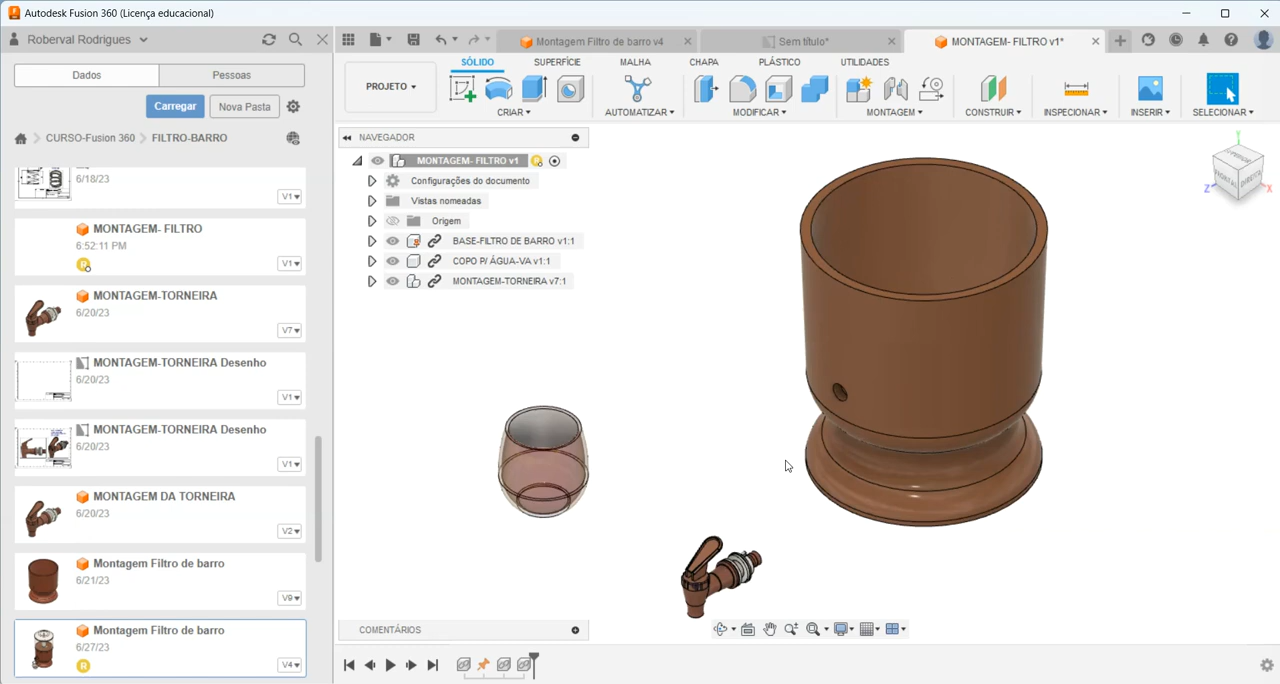 Autodesk Fusion 360 (Licença educacional)
Roberval Rodrigues
Dados
Pessoas
Carregar
Nova Pasta
CURSO-Fusion 360
FILTRO-BARRO
6/18/23
V1
MONTAGEM- FILTRO
6:52:11 PM
R
V1
MONTAGEM-TORNEIRA
6/20/23
V7
MONTAGEM-TORNEIRA Desenho
6/20/23
V1
MONTAGEM-TORNEIRA Desenho
6/20/23
V1
MONTAGEM DA TORNEIRA
6/20/23
V2
Montagem Filtro de barro
6/21/23
V9
Montagem Filtro de barro
6/27/23
R
V4
Montagem Filtro de barro v4
Sem título*
MONTAGEM- FILTRO v1*
PROJETO
SÓLIDO
SUPERFÍCIE
MALHA
CHAPA
PLÁSTICO
UTILIDADES
CRIAR
AUTOMATIZAR
MODIFICAR
MONTAGEM
CONSTRUIR
INSPECIONAR
INSERIR
SELECIONAR
NAVEGADOR
MONTAGEM- FILTRO v1
Configurações do documento
Vistas nomeadas
Origem
BASE-FILTRO DE BARRO v1:1
COPO P/ ÁGUA-VA v1:1
MONTAGEM-TORNEIRA v7:1
Y
SUPERIOR
FRONTAL
DIREITA
Z
X
COMENTÁRIOS